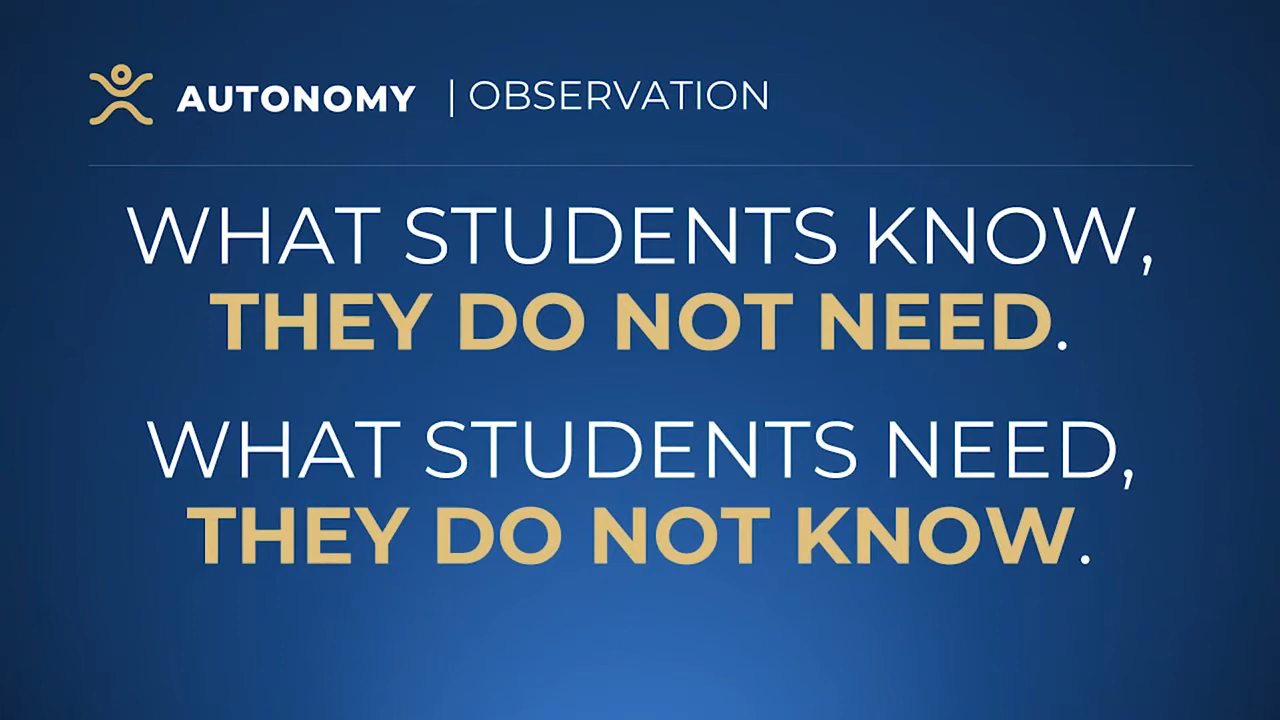 AUTONOMY | OBSERVATION
WHAT STUDENTS KNOW,
THEY DO NOT NEED.
WHAT STUDENTS NEED,
THEY DO NOT KNOW.